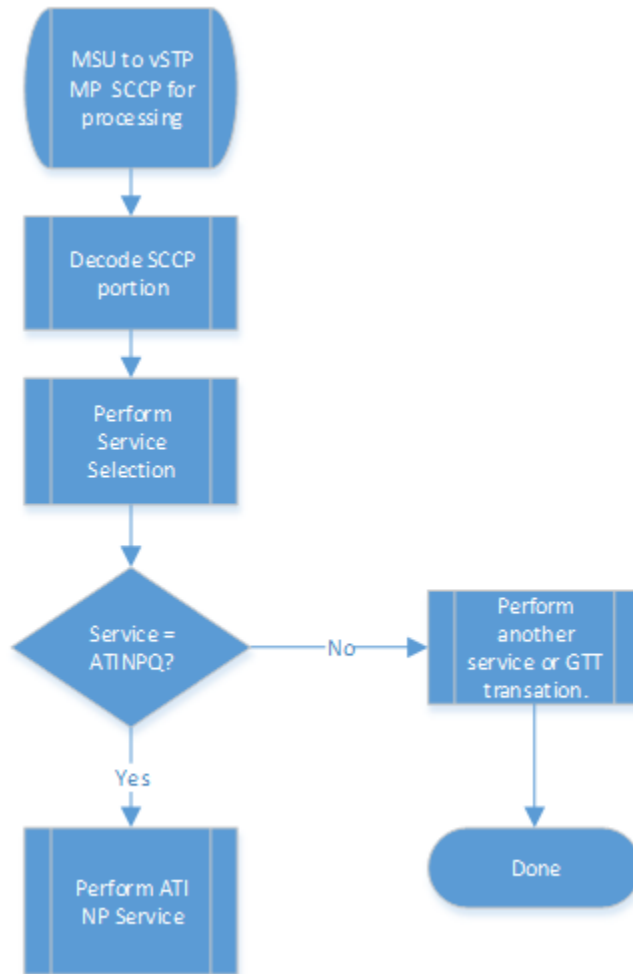 MSU to vSTP
MP SCCP for
processing
Decode SCCP
portion
Perform
Service
Selection
Service =
ATINPQ?
No
Perform
another
service or GTT
transation.
Yes
Perform ATI
NP Service
Done